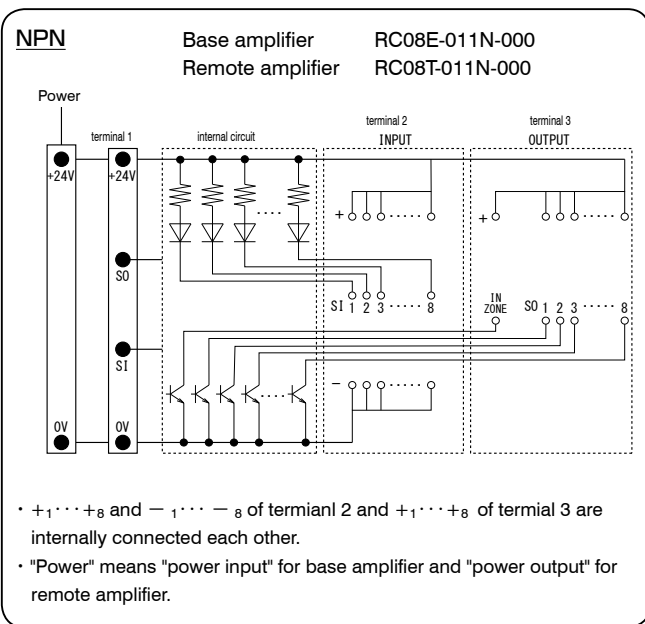 NPN
Base amplifier RC08E-011N-000
Remote amplifier RC08T-011N-000
Power
terminal 1
internal circuit
terminal 2
INPUT
terminal 3
OUTPUT
+24V
+24V
+
+
SO
SI 1 2 3 ····· 8
IN ZONE
SO 1 2 3 ····· 8
SI
−
0V
0V
・+₁···+₈ and − ₁··· − ₈ of termianl 2 and +₁···+₈ of termial 3 are
internally connected each other.
・"Power" means "power input" for base amplifier and "power output" for
remote amplifier.